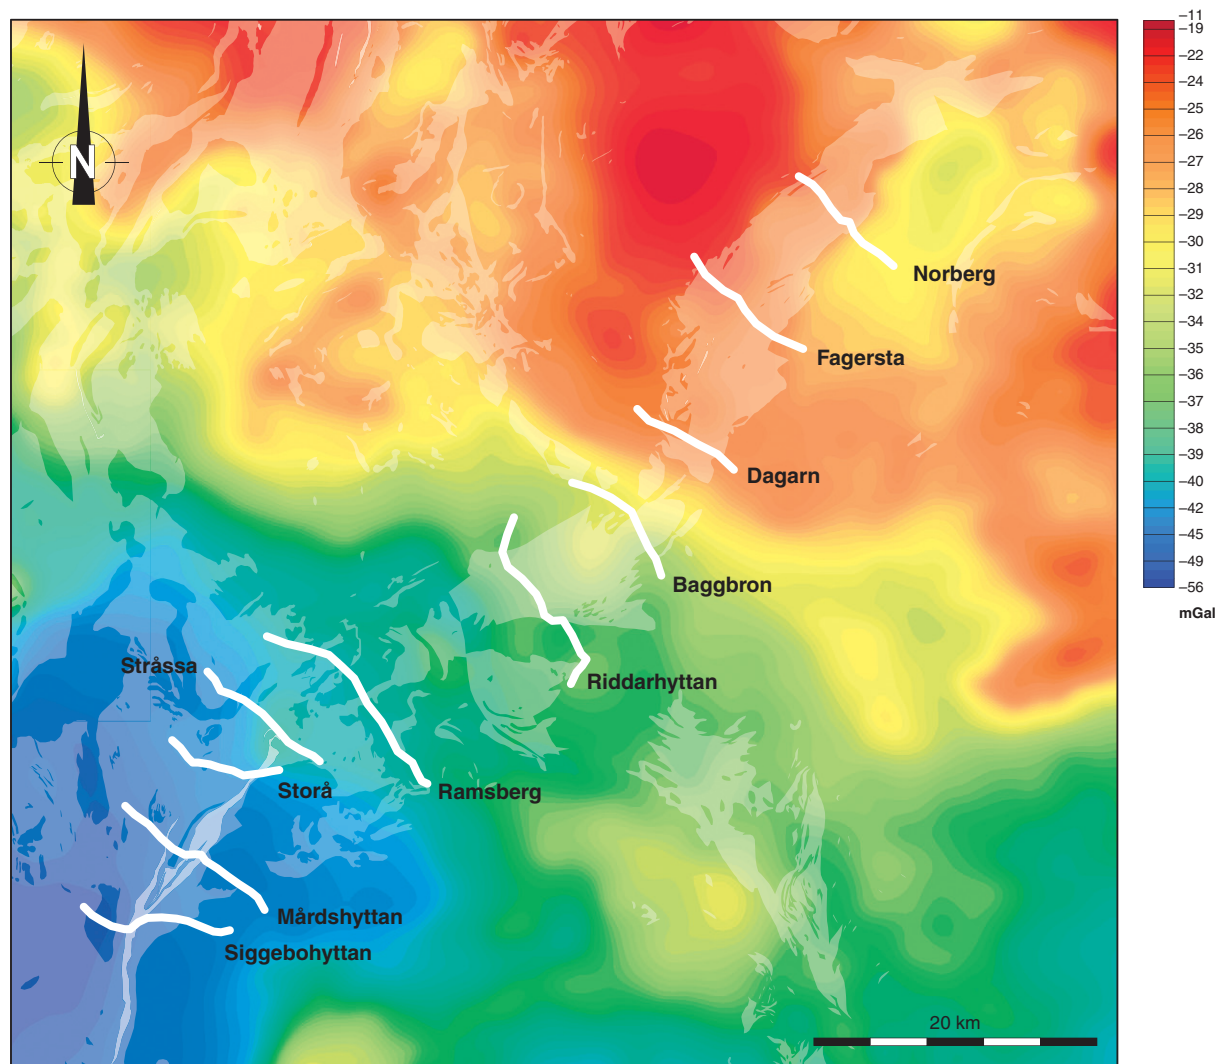 N
Norberg
Fagersta
Dagarn
Baggbron
Stråssa
Riddarhyttan
Storå
Ramsberg
Mårdshyttan
Siggebohyttan
20 km
–11
–19
–22
–24
–25
–26
–27
–28
–29
–30
–31
–32
–34
–35
–36
–37
–38
–39
–40
–42
–44
–49
–56
mGal